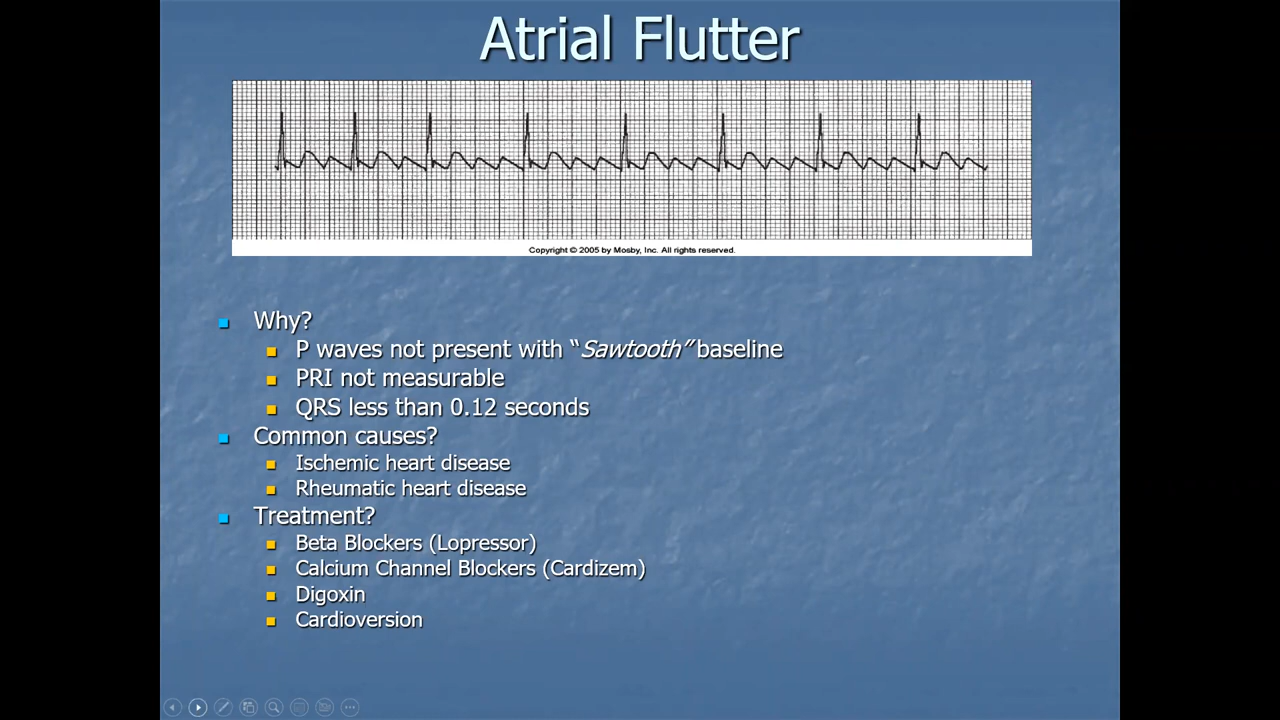 Atrial Flutter
Copyright © 2005 by Mosby, Inc. All rights reserved.
Why?
P waves not present with “Sawtooth” baseline
PRI not measurable
QRS less than 0.12 seconds
Common causes?
Ischemic heart disease
Rheumatic heart disease
Treatment?
Beta Blockers (Lopressor)
Calcium Channel Blockers (Cardizem)
Digoxin
Cardioversion